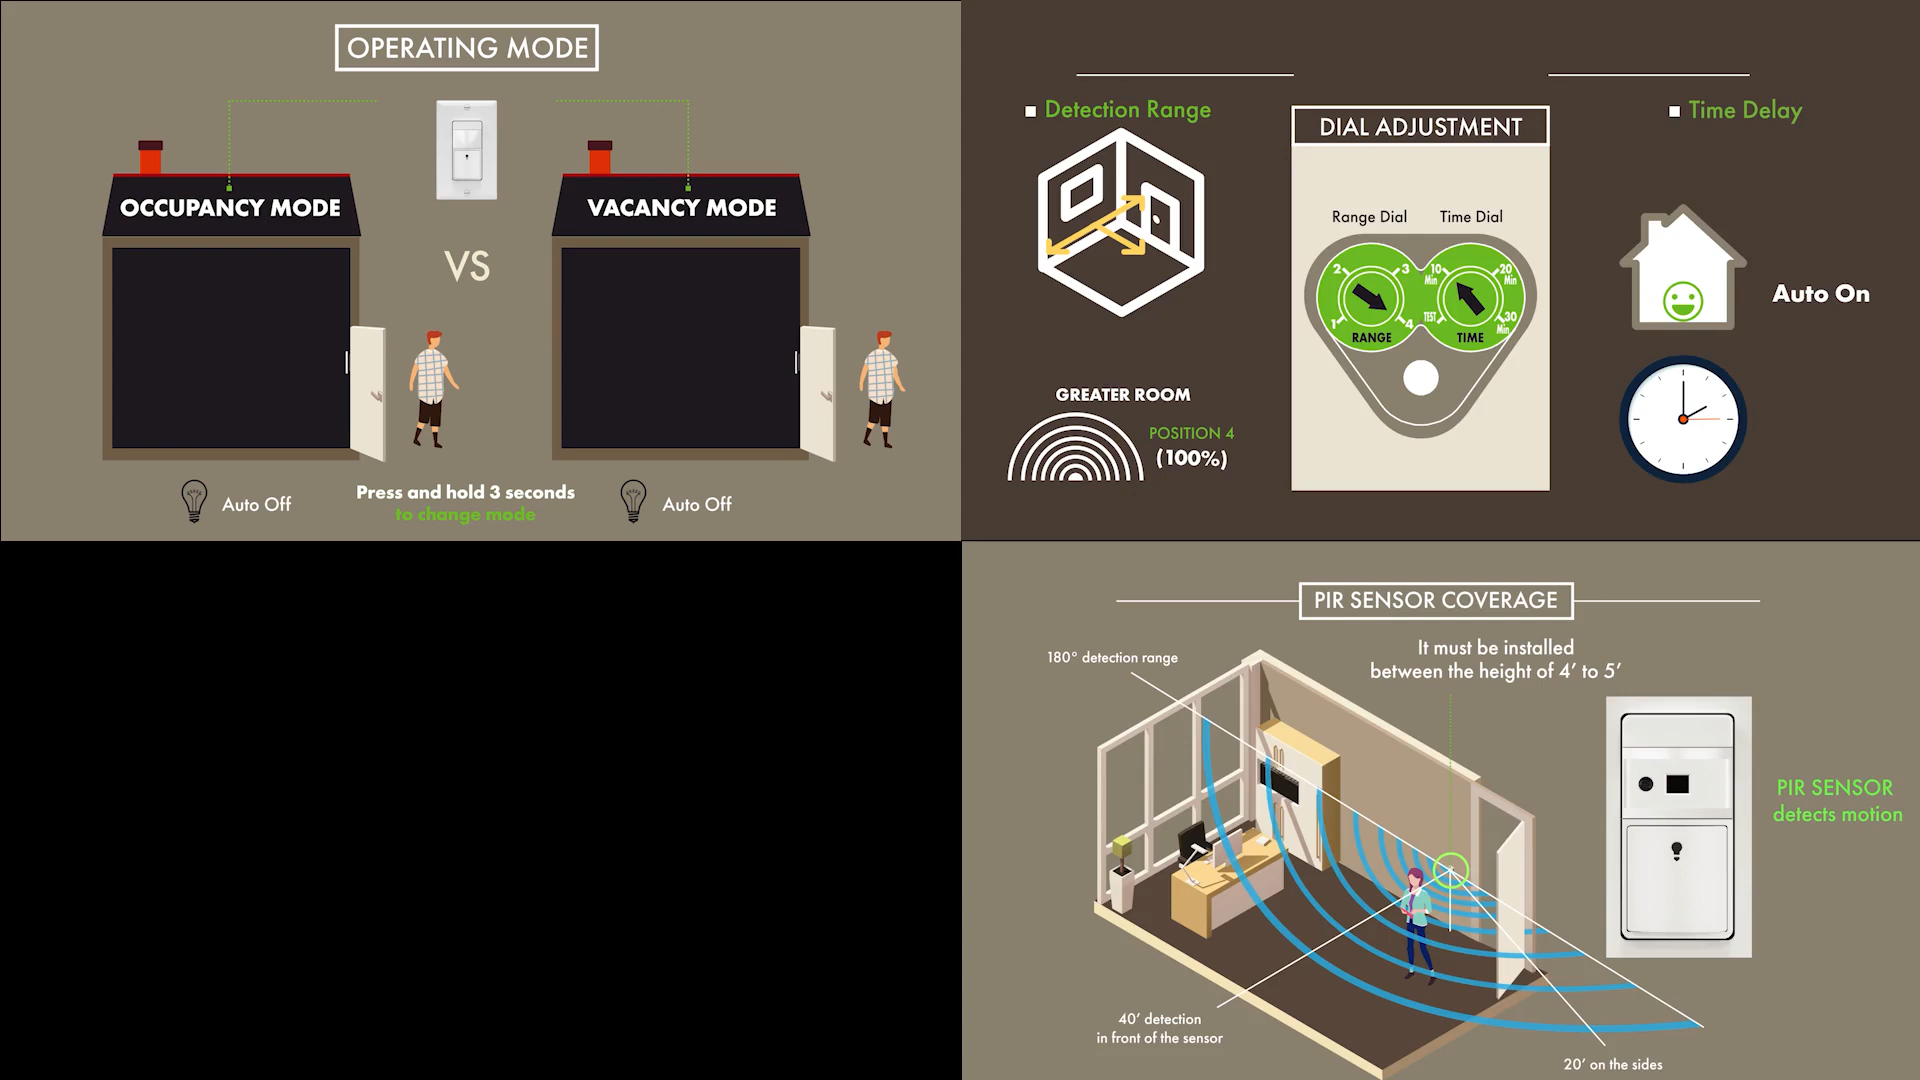 OPERATING MODE
OCCUPANCY MODE
VACANCY MODE
VS
Auto Off
Press and hold 3 seconds
to change mode
Auto Off
Detection Range
DIAL ADJUSTMENT
Time Delay
Range Dial
Time Dial
2
3
10
Min
20
Min
1
4
TEST
30
Min
RANGE
TIME
Auto On
GREATER ROOM
POSITION 4
(100%)
PIR SENSOR COVERAGE
It must be installed
between the height of 4’ to 5’
180° detection range
PIR SENSOR
detects motion
40’ detection
in front of the sensor
20’ on the sides